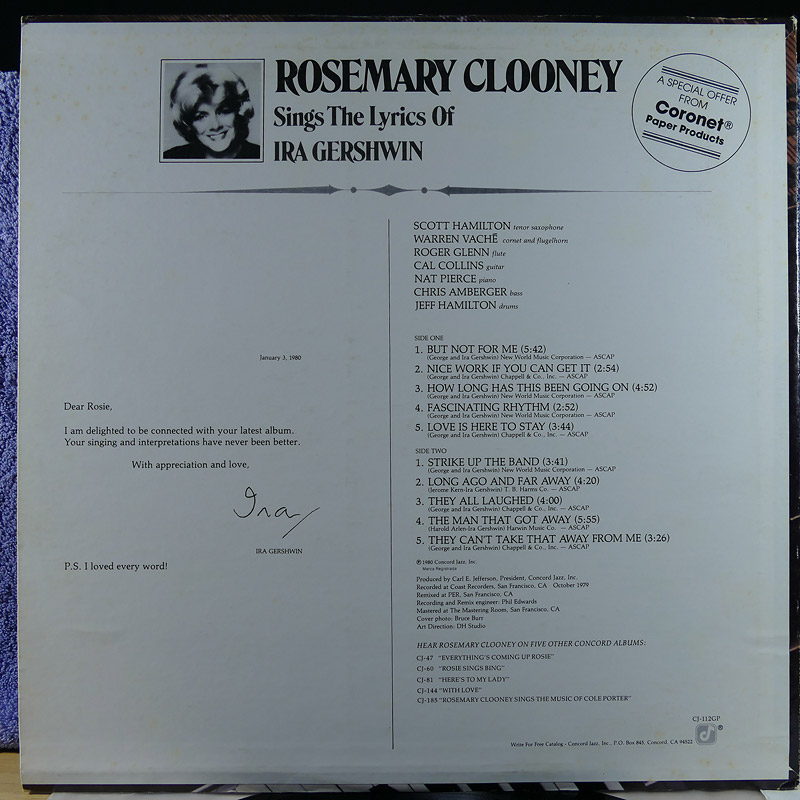 ROSEMARY CLOONEY
Sings The Lyrics Of
IRA GERSHWIN
A SPECIAL OFFER
FROM
Coronet®
Paper Products
January 3, 1980
Dear Rosie,
I am delighted to be connected with your latest album.
Your singing and interpretations have never been better.
With appreciation and love,
Ira
IRA GERSHWIN
P.S. I loved every word!
SCOTT HAMILTON tenor saxophone
WARREN VACHĒ cornet and flugelhorn
ROGER GLENN flute
CAL COLLINS guitar
NAT PIERCE piano
CHRIS AMBERGER bass
JEFF HAMILTON drums
SIDE ONE
1. BUT NOT FOR ME (5:42)
(George and Ira Gershwin) New World Music Corporation — ASCAP
2. NICE WORK IF YOU CAN GET IT (2:54)
(George and Ira Gershwin) Chappell & Co., Inc. — ASCAP
3. HOW LONG HAS THIS BEEN GOING ON (4:52)
(George and Ira Gershwin) New World Music Corporation — ASCAP
4. FASCINATING RHYTHM (2:52)
(George and Ira Gershwin) New World Music Corporation — ASCAP
5. LOVE IS HERE TO STAY (3:44)
(George and Ira Gershwin) Chappell & Co., Inc. — ASCAP
SIDE TWO
1. STRIKE UP THE BAND (3:41)
(George and Ira Gershwin) New World Music Corporation — ASCAP
2. LONG AGO AND FAR AWAY (4:20)
(Jerome Kern-Ira Gershwin) T. B. Harms Co. — ASCAP
3. THEY ALL LAUGHED (4:00)
(George and Ira Gershwin) Chappell & Co., Inc. — ASCAP
4. THE MAN THAT GOT AWAY (5:55)
(Harold Arlen-Ira Gershwin) Harwin Music Co. — ASCAP
5. THEY CAN'T TAKE THAT AWAY FROM ME (3:26)
(George and Ira Gershwin) Chappell & Co., Inc. — ASCAP
℗ 1980 Concord Jazz, Inc.
Marca Registrada
Produced by Carl E. Jefferson, President, Concord Jazz, Inc.
Recorded at Coast Recorders, San Francisco, CA October 1979
Remixed at PER, San Francisco, CA
Recording and Remix engineer: Phil Edwards
Mastered at The Mastering Room, San Francisco, CA
Cover photo: Bruce Burr
Art Direction: DH Studio
HEAR ROSEMARY CLOONEY ON FIVE OTHER CONCORD ALBUMS:
CJ-47 "EVERYTHING'S COMING UP ROSIE"
CJ-60 "ROSIE SINGS BING"
CJ-81 "HERE'S TO MY LADY"
CJ-144 "WITH LOVE"
CJ-185 "ROSEMARY CLOONEY SINGS THE MUSIC OF COLE PORTER"
CJ-112GP
Write For Free Catalog - Concord Jazz, Inc., P.O. Box 845, Concord, CA 94522 ®